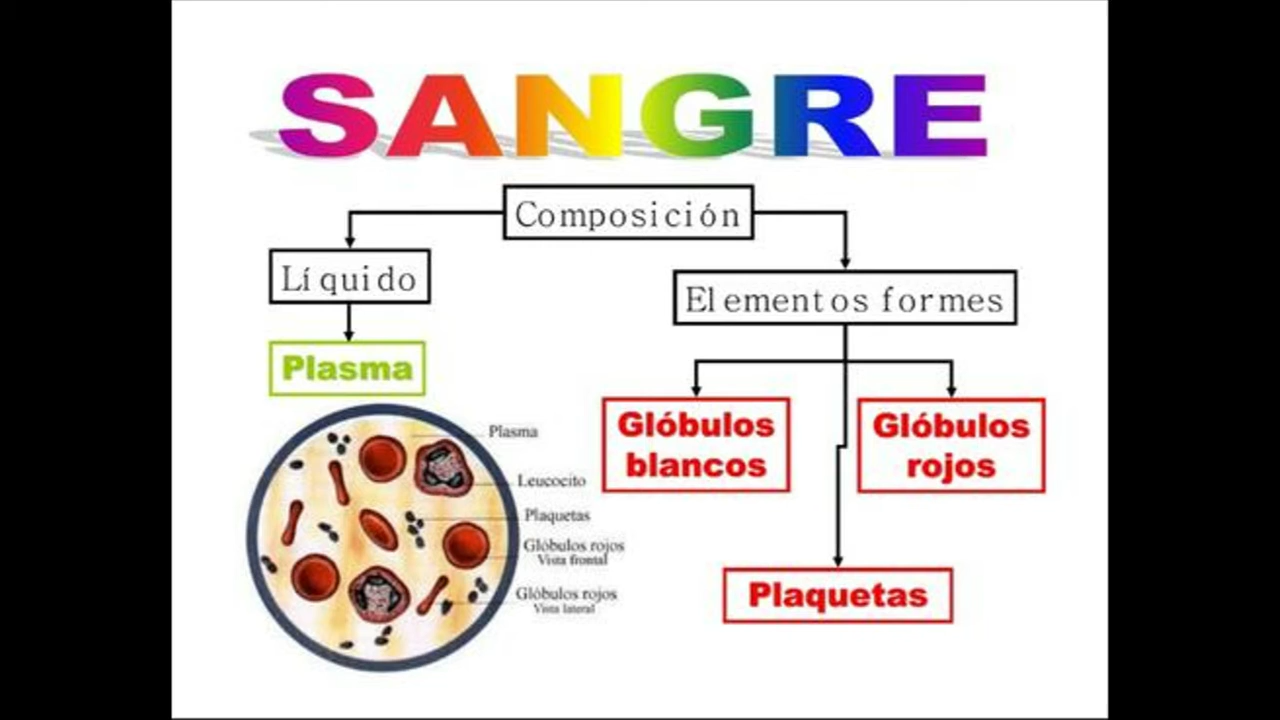 SANGRE
Composición
Líquido
Elementos formes
Plasma
Glóbulos
blancos
Glóbulos
rojos
Plaquetas
Plasma
Leucocito
Plaquetas
Glóbulos rojos
Vista frontal
Glóbulos rojos
Vista lateral